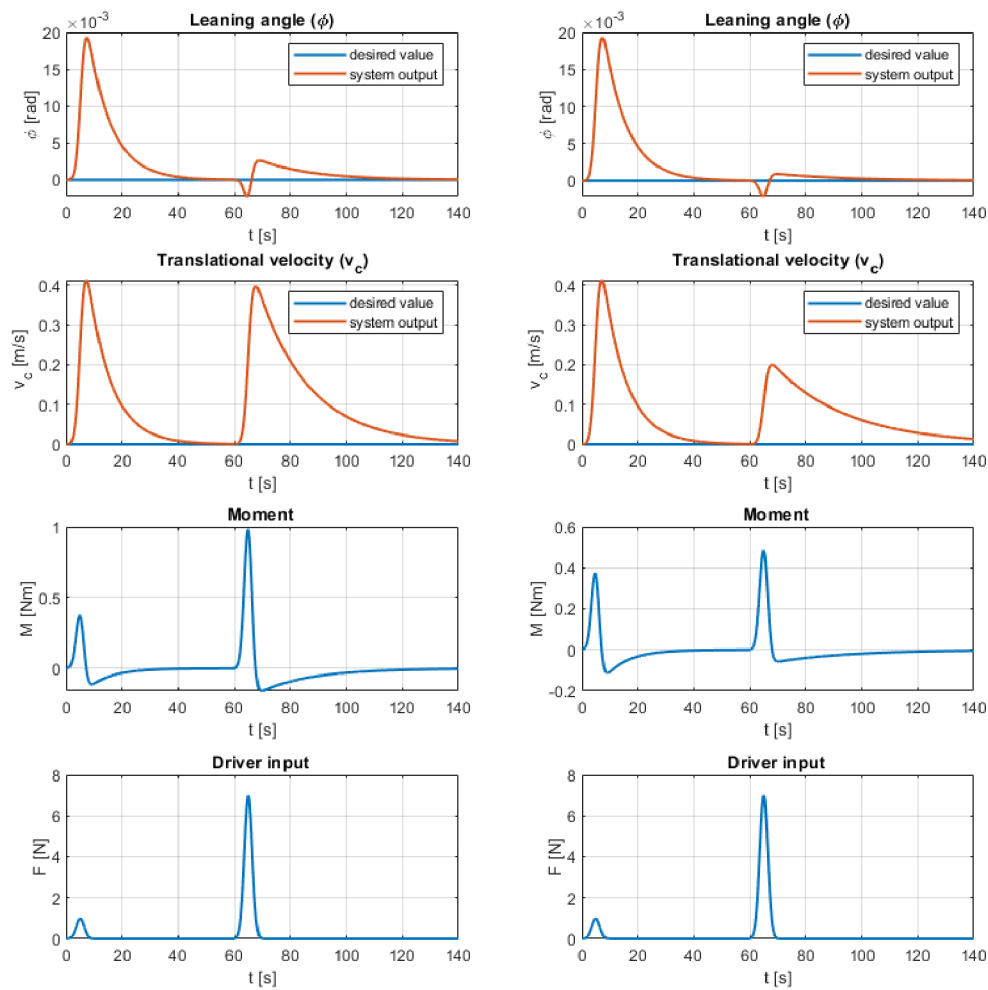 Leaning angle (ϕ)
×10⁻³
20
15
10
5
0
ϕ [rad]
desired value
system output
0 20 40 60 80 100 120 140
t [s]
Leaning angle (ϕ)
×10⁻³
20
15
10
5
0
ϕ [rad]
desired value
system output
0 20 40 60 80 100 120 140
t [s]
Translational velocity (v_c)
0.4
0.3
0.2
0.1
0
v_c [m/s]
desired value
system output
0 20 40 60 80 100 120 140
t [s]
Translational velocity (v_c)
0.4
0.3
0.2
0.1
0
v_c [m/s]
desired value
system output
0 20 40 60 80 100 120 140
t [s]
Moment
1
0.5
0
M [Nm]
0 20 40 60 80 100 120 140
t [s]
Moment
0.6
0.4
0.2
0
-0.2
M [Nm]
0 20 40 60 80 100 120 140
t [s]
Driver input
8
6
4
2
0
F [N]
0 20 40 60 80 100 120 140
t [s]
Driver input
8
6
4
2
0
F [N]
0 20 40 60 80 100 120 140
t [s]